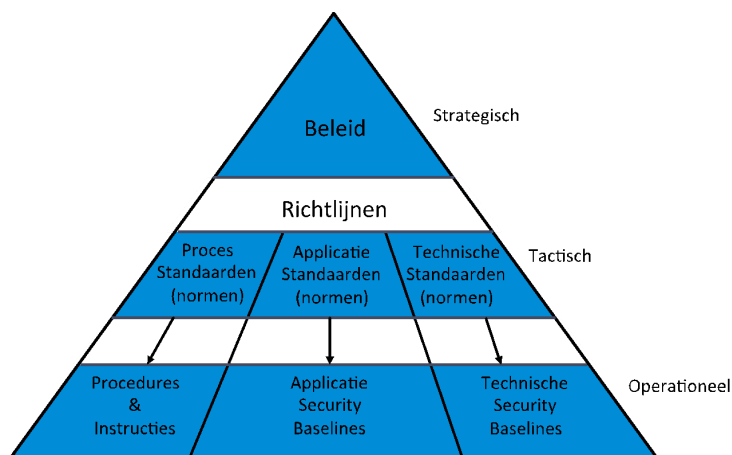 Strategisch
Beleid
Richtlijnen
Proces
Standaarden
(normen)
Applicatie
Standaarden
(normen)
Technische
Standaarden
(normen)
Tactisch
Procedures
&
Instructies
Applicatie
Security
Baselines
Technische
Security
Baselines
Operationeel